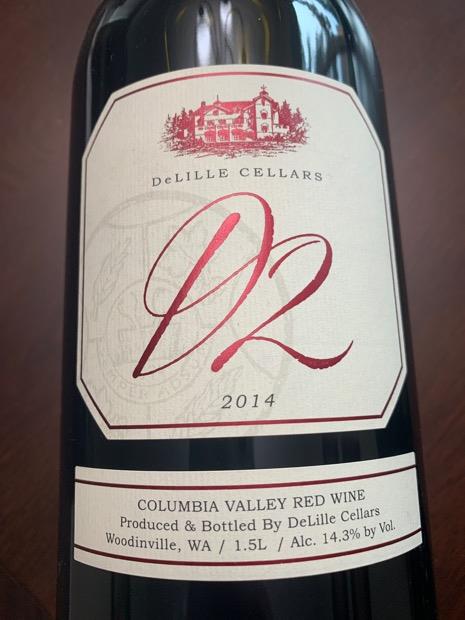 DeLILLE CELLARS
D2
2014
COLUMBIA VALLEY RED WINE
Produced & Bottled By DeLille Cellars
Woodinville, WA / 1.5L / Alc. 14.3% by Vol.